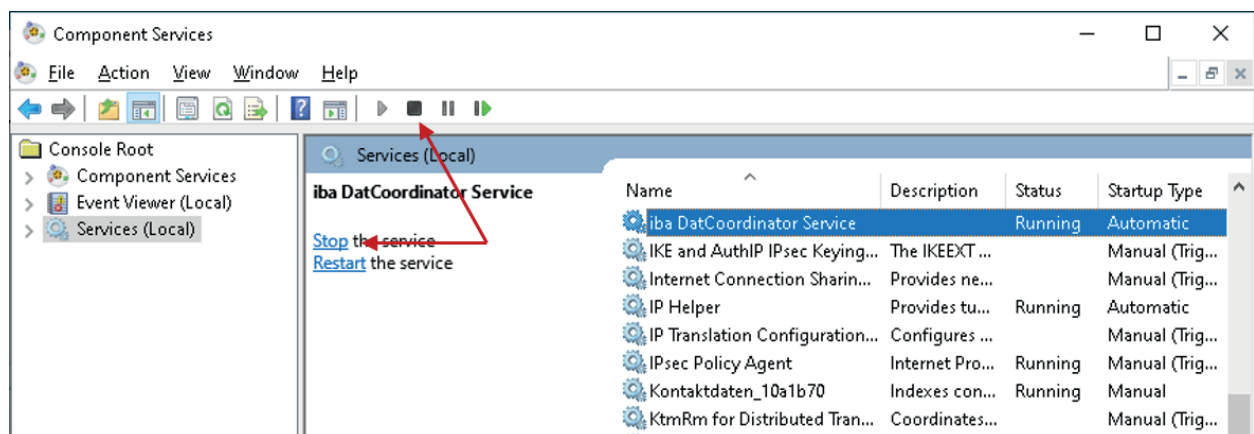 Component Services
File Action View Window Help
Console Root
Component Services
Event Viewer (Local)
Services (Local)
Services (Local)
iba DatCoordinator Service
Stop the service
Restart the service
Name Description Status Startup Type
iba DatCoordinator Service Running Automatic
IKE and AuthIP IPsec Keying... The IKEEXT ... Manual (Trig...
Internet Connection Sharin... Provides ne... Manual (Trig...
IP Helper Provides tu... Running Automatic
IP Translation Configuration... Configures ... Manual (Trig...
IPsec Policy Agent Internet Pro... Running Manual (Trig...
Kontaktdaten_10a1b70 Indexes con... Running Manual
KtmRm for Distributed Tran... Coordinates... Manual (Trig...